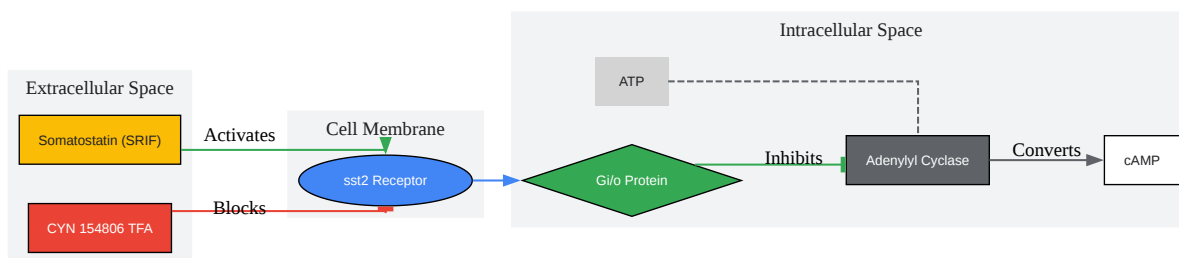 Intracellular Space
ATP
Extracellular Space
Somatostatin (SRIF)
Activates
Cell Membrane
sst2 Receptor
Gi/o Protein
Inhibits
Adenylyl Cyclase
Converts
cAMP
Blocks
CYN 154806 TFA